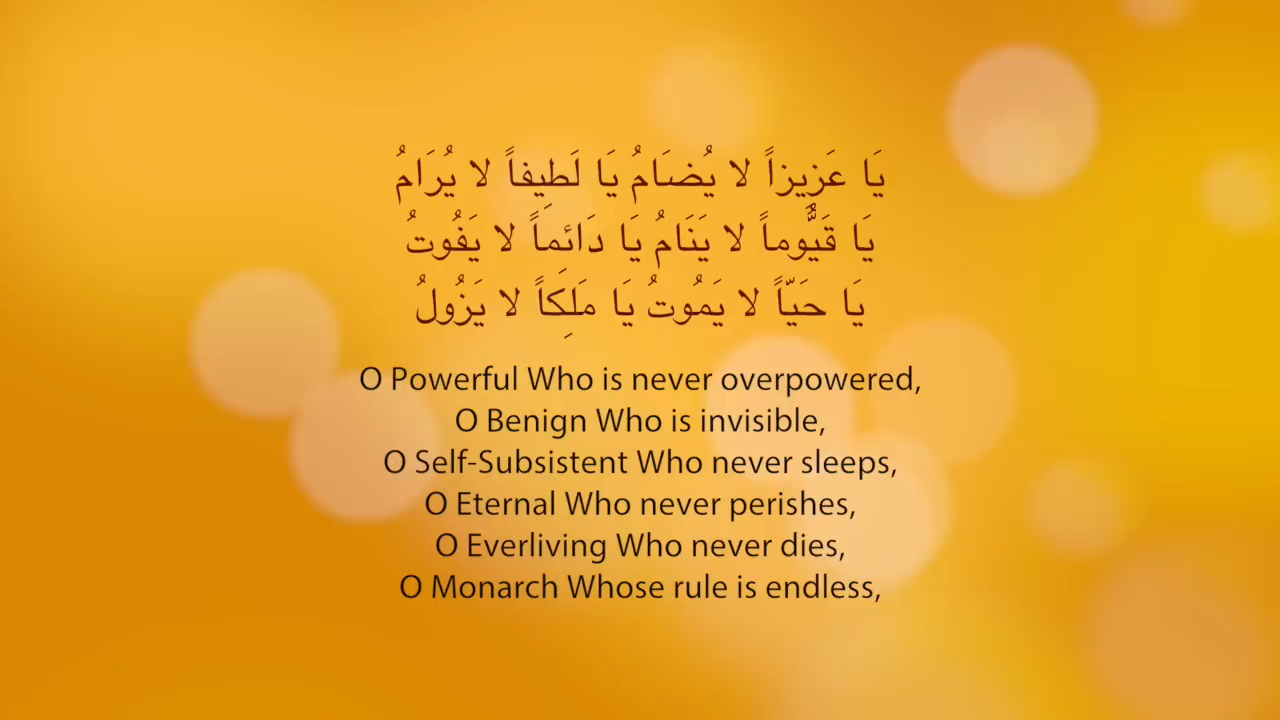 يَا عَزِيزاً لا يُضَامُ يَا لَطِيفاً لا يُرَامُ
يَا قَيُّوماً لا يَنَامُ يَا دَائِماً لا يَفُوتُ
يَا حَيّاً لا يَمُوتُ يَا مَلِكاً لا يَزُولُ
O Powerful Who is never overpowered,
O Benign Who is invisible,
O Self-Subsistent Who never sleeps,
O Eternal Who never perishes,
O Everliving Who never dies,
O Monarch Whose rule is endless,